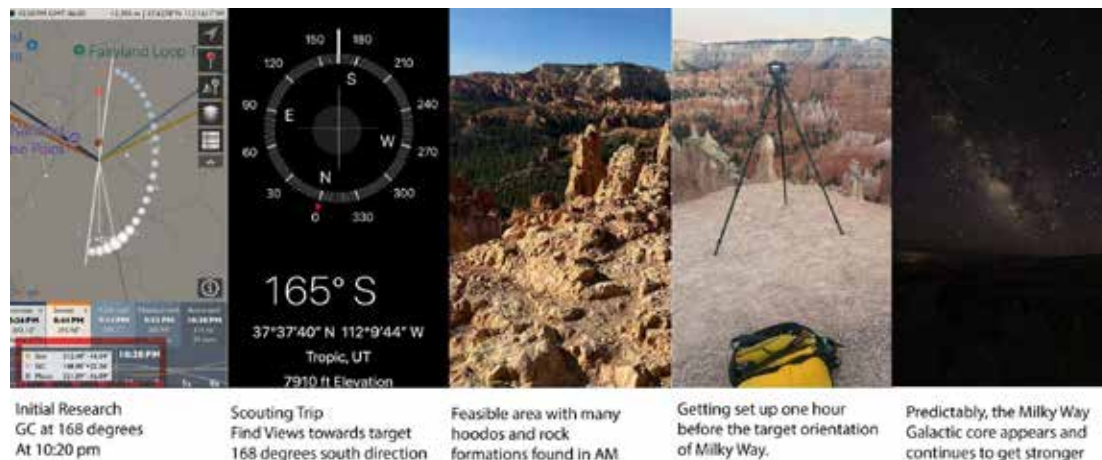 Fairyland Loop T
150
180
120
210
S
90
E
240
60
W
270
N
30
300
0
330
165° S
37°37'40" N 112°9'44" W
Tropic, UT
7910 ft Elevation
10:20 PM
Initial Research
GC at 168 degrees
At 10:20 pm
Scouting Trip
Find Views towards target
168 degrees south direction
Feasible area with many
hoodos and rock
formations found in AM
Getting set up one hour
before the target orientation
of Milky Way.
Predictably, the Milky Way
Galactic core appears and
continues to get stronger